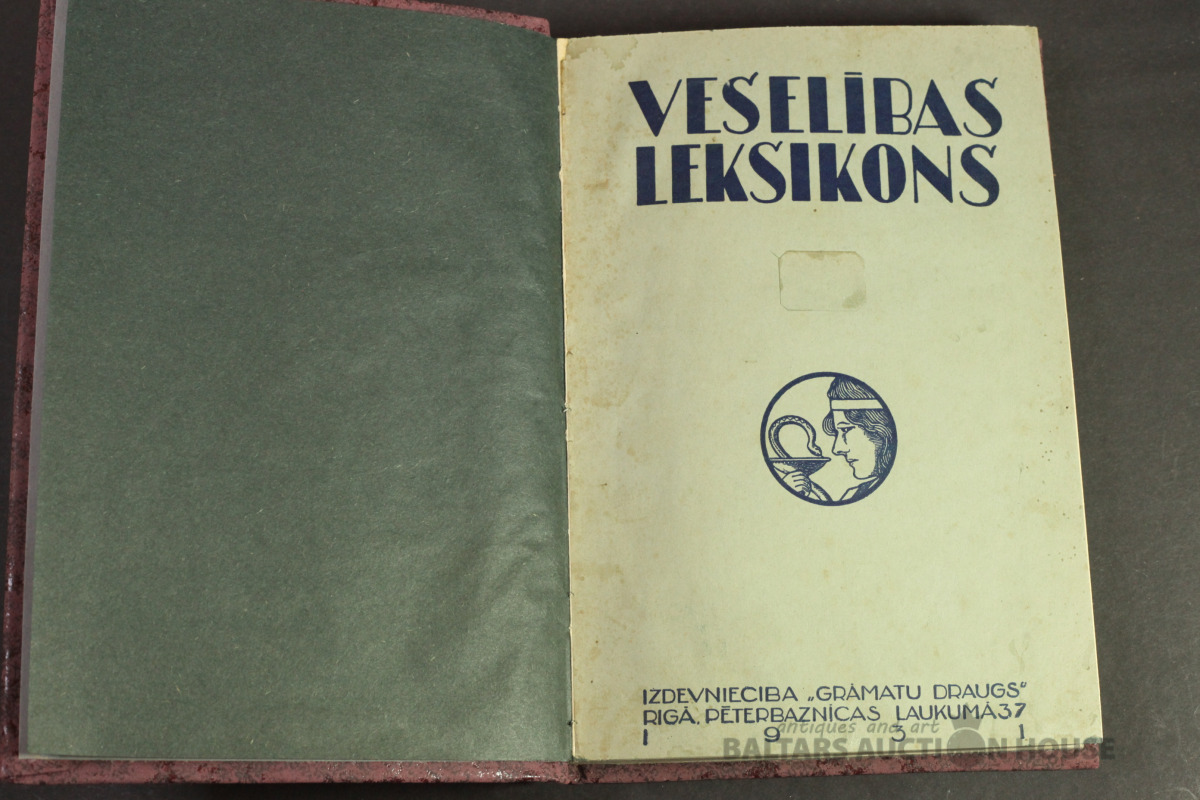 VESELĪBAS
LEKSIKONS
IZDEVNIECIBA „GRĀMATU DRAUGS"
RIGĀ, PĒTERBAZNĪCAS LAUKUMĀ 37
1 9 3 1
antiques and art
BALTARS AUCTION HOUSE